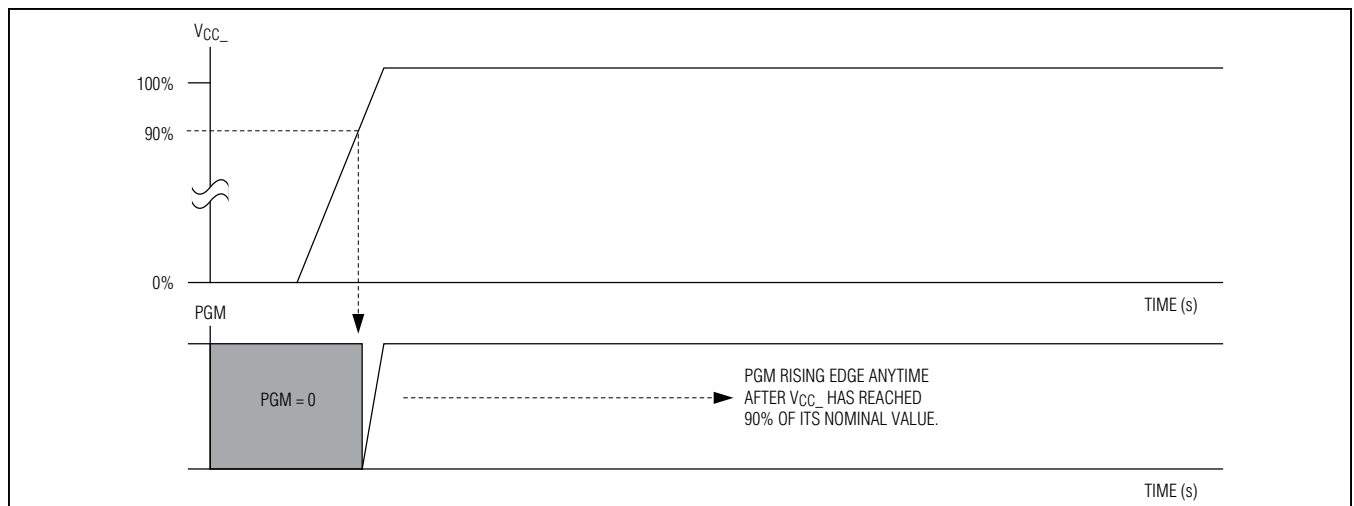 VCC_
100%
90%
0%
TIME (s)
PGM
PGM = 0
PGM RISING EDGE ANYTIME
AFTER VCC_ HAS REACHED
90% OF ITS NOMINAL VALUE.
TIME (s)